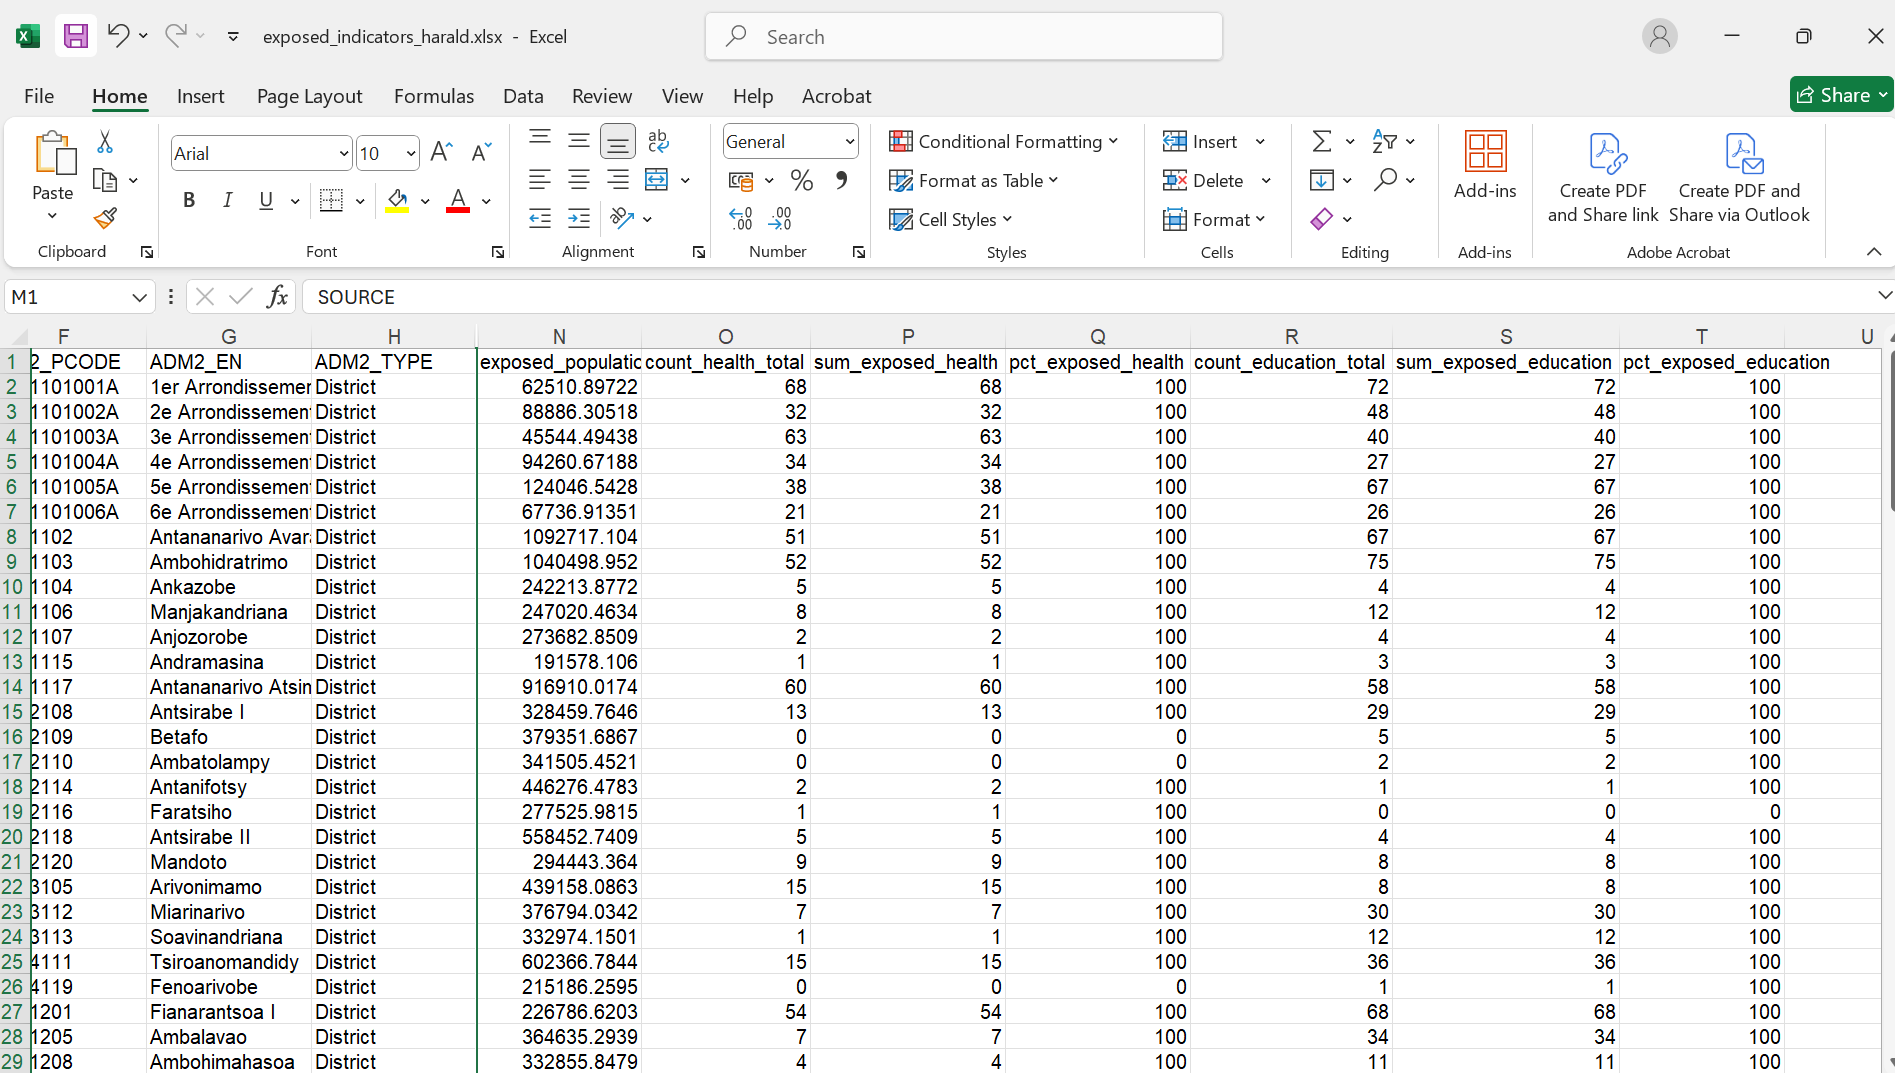 exposed_indicators_harald.xlsx - Excel
Search
File Home Insert Page Layout Formulas Data Review View Help Acrobat
Share
Paste
Clipboard
Arial 10
B I U
Font
ab
Alignment
General
Number
Conditional Formatting
Format as Table
Cell Styles
Styles
Insert
Delete
Format
Cells
Editing
Add-ins
Add-ins
Create PDF
and Share link
Create PDF and
Share via Outlook
Adobe Acrobat
M1 fx SOURCE
F G H N O P Q R S T U
1 2_PCODE ADM2_EN ADM2_TYPE exposed_populatic count_health_total sum_exposed_health pct_exposed_health count_education_total sum_exposed_education pct_exposed_education
2 1101001A 1er Arrondissemer District 62510.89722 68 68 100 72 72 100
3 1101002A 2e Arrondissement District 88886.30518 32 32 100 48 48 100
4 1101003A 3e Arrondissement District 45544.49438 63 63 100 40 40 100
5 1101004A 4e Arrondissement District 94260.67188 34 34 100 27 27 100
6 1101005A 5e Arrondissement District 124046.5428 38 38 100 67 67 100
7 1101006A 6e Arrondissement District 67736.91351 21 21 100 26 26 100
8 1102 Antananarivo Avar District 1092717.104 51 51 100 67 67 100
9 1103 Ambohidratrimo District 1040498.952 52 52 100 75 75 100
10 1104 Ankazobe District 242213.8772 5 5 100 4 4 100
11 1106 Manjakandriana District 247020.4634 8 8 100 12 12 100
12 1107 Anjozorobe District 273682.8509 2 2 100 4 4 100
13 1115 Andramasina District 191578.106 1 1 100 3 3 100
14 1117 Antananarivo Atsin District 916910.0174 60 60 100 58 58 100
15 2108 Antsirabe I District 328459.7646 13 13 100 29 29 100
16 2109 Betafo District 379351.6867 0 0 0 5 5 100
17 2110 Ambatolampy District 341505.4521 0 0 0 2 2 100
18 2114 Antanifotsy District 446276.4783 2 2 100 1 1 100
19 2116 Faratsiho District 277525.9815 1 1 100 0 0 0
20 2118 Antsirabe II District 558452.7409 5 5 100 4 4 100
21 2120 Mandoto District 294443.364 9 9 100 8 8 100
22 3105 Arivonimamo District 439158.0863 15 15 100 8 8 100
23 3112 Miarinarivo District 376794.0342 7 7 100 30 30 100
24 3113 Soavinandriana District 332974.1501 1 1 100 12 12 100
25 4111 Tsiroanomandidy District 602366.7844 15 15 100 36 36 100
26 4119 Fenoarivobe District 215186.2595 0 0 0 1 1 100
27 1201 Fianarantsoa I District 226786.6203 54 54 100 68 68 100
28 1205 Ambalavao District 364635.2939 7 7 100 34 34 100
29 1208 Ambohimahasoa District 332855.8479 4 4 100 11 11 100